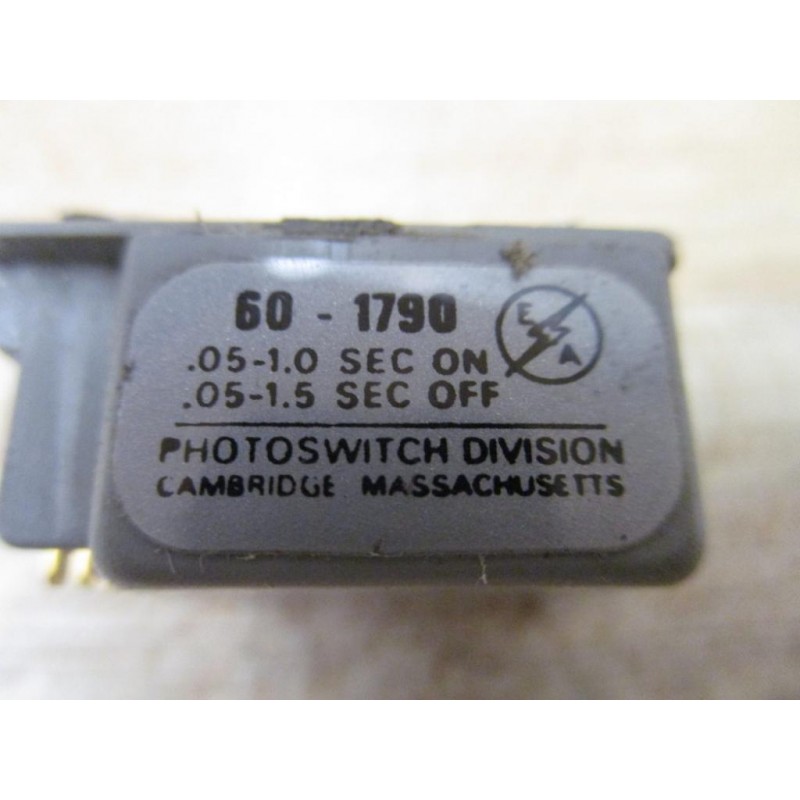 60 - 1790
E A
.05-1.0 SEC ON
.05-1.5 SEC OFF
PHOTOSWITCH DIVISION
CAMBRIDGE MASSACHUSETTS